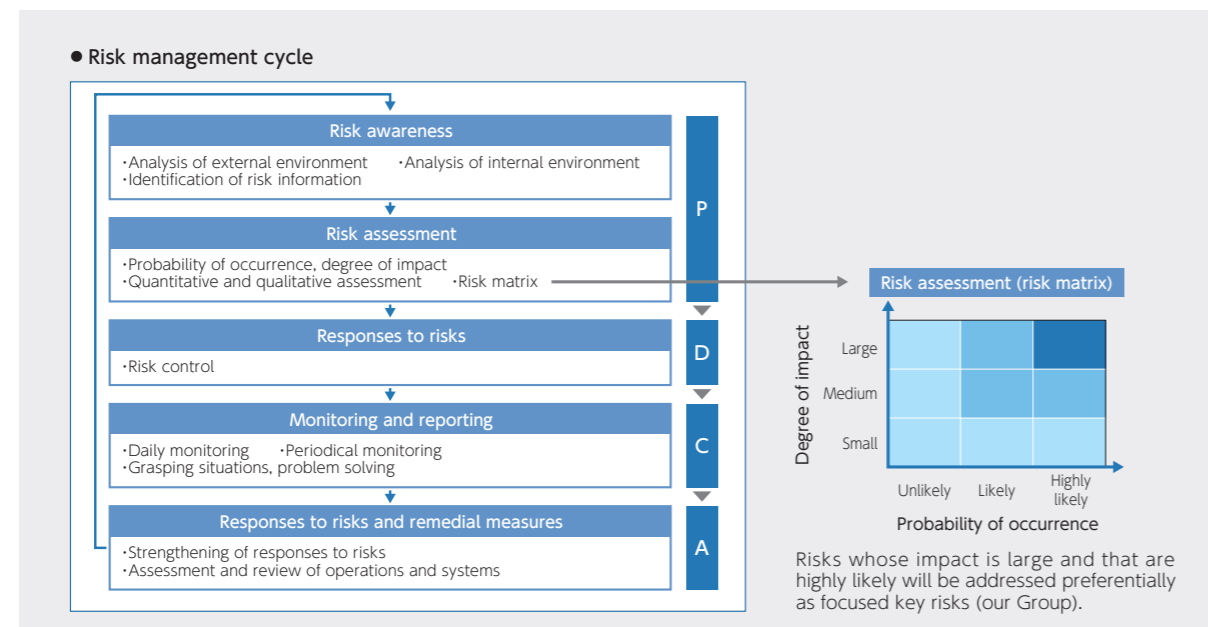 ● Risk management cycle
Risk awareness
・Analysis of external environment ・Analysis of internal environment
・Identification of risk information
Risk assessment
・Probability of occurrence, degree of impact
・Quantitative and qualitative assessment ・Risk matrix
Responses to risks
・Risk control
Monitoring and reporting
・Daily monitoring ・Periodical monitoring
・Grasping situations, problem solving
Responses to risks and remedial measures
・Strengthening of responses to risks
・Assessment and review of operations and systems
P
D
C
A
Risk assessment (risk matrix)
Degree of impact
Large
Medium
Small
Unlikely Likely Highly
likely
Probability of occurrence
Risks whose impact is large and that are
highly likely will be addressed preferentially
as focused key risks (our Group).